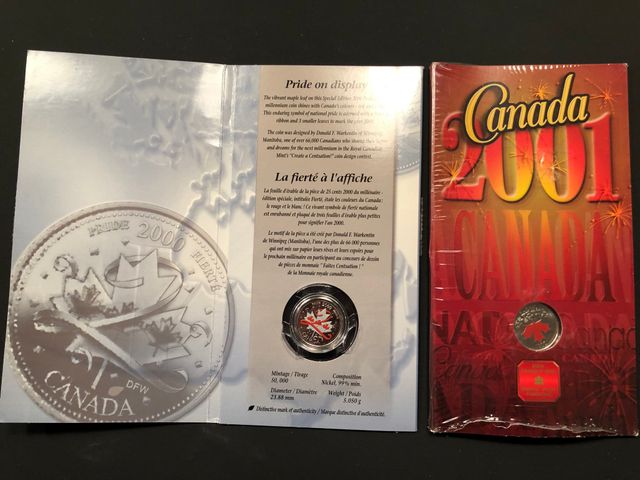 PRIDE 2000 FIERTÉ
DFW
CANADA
Pride on display
The vibrant maple leaf on this Special Edition
millennium coin shines with Canada's colours
This enduring symbol of national pride is adorned with a
ribbon and 3 smaller leaves to mark the year 2000.
The coin was designed by Donald F. Warkentin of Winnipeg,
Manitoba, one of over 66,000 Canadians who shared their
and dreams for the next millennium in the Royal Canadian
Mint's "Create a Centsation!" coin design contest.
La fierté à l'affiche
La feuille d'érable de la pièce de 25 cents 2000 du millénaire -
édition spéciale, intitulée Fierté, étale les couleurs du Canada :
le rouge et le blanc ! Ce vivant symbole de fierté nationale
est enrubanné et plaqué de trois feuilles d'érable plus petites
pour signifier l'an 2000.
Le motif de la pièce a été créé par Donald F. Warkentin
de Winnipeg (Manitoba), l'une des plus de 66 000 personnes
qui ont mis sur papier leurs rêves et leurs espoirs pour
le prochain millénaire en participant au concours de dessin
de pièces de monnaie " Faites Centsation ! "
de la Monnaie royale canadienne.
Mintage / Tirage
50,000
Composition
Nickel, 99% min.
Diameter / Diamètre
23.88 mm
Weight / Poids
5.050 g
Distinctive mark of authenticity / Marque distinctive d'authenticité.
Canada
2001
CANADA
Canada
Canada